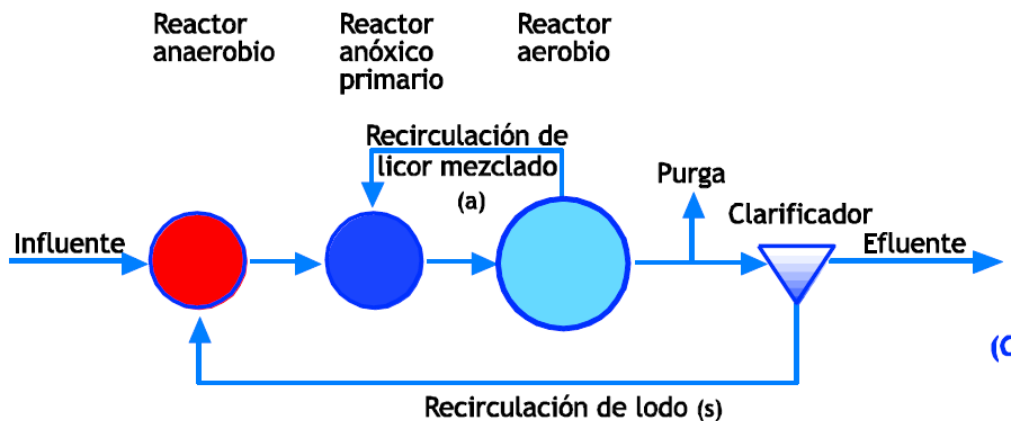 Reactor
anaerobio
Reactor
anóxico
primario
Reactor
aerobio
Recirculación de
licor mezclado
(a)
Purga
Clarificador
Influente
Efluente
(C
Recirculación de lodo (s)